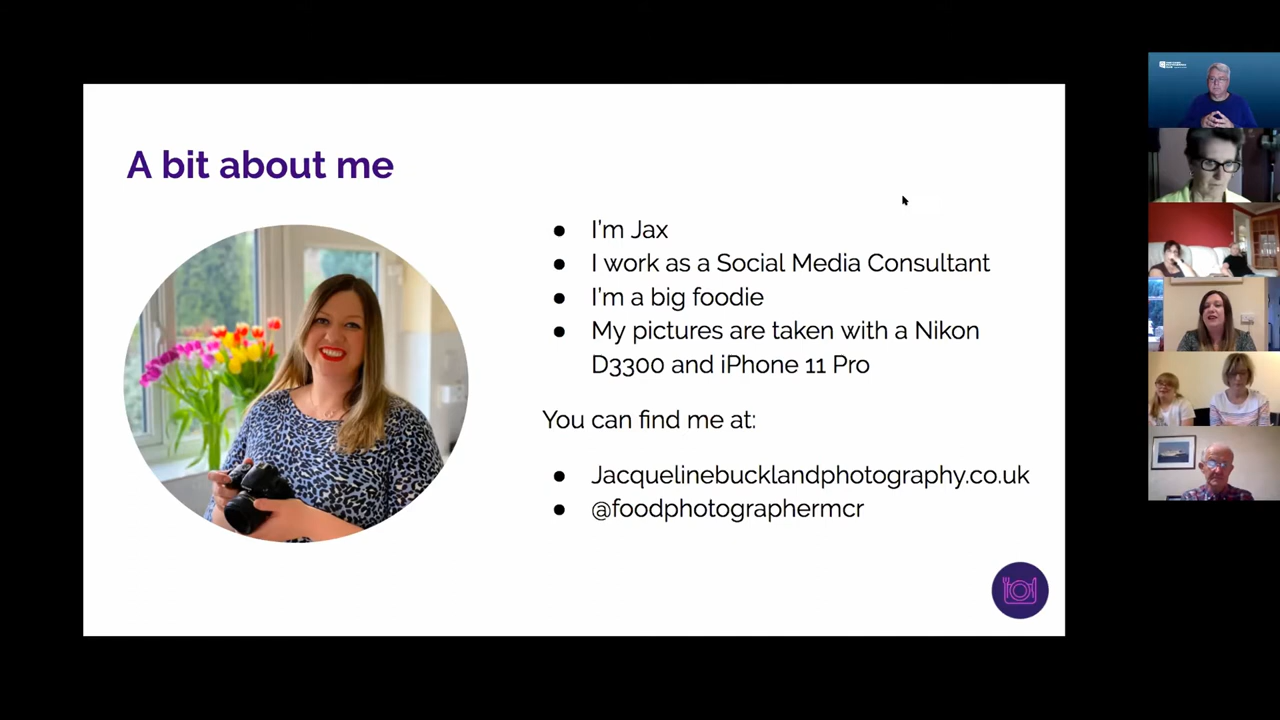 A bit about me
● I'm Jax
● I work as a Social Media Consultant
● I'm a big foodie
● My pictures are taken with a Nikon
D3300 and iPhone 11 Pro
You can find me at:
● Jacquelinebucklandphotography.co.uk
● @foodphotographermcr